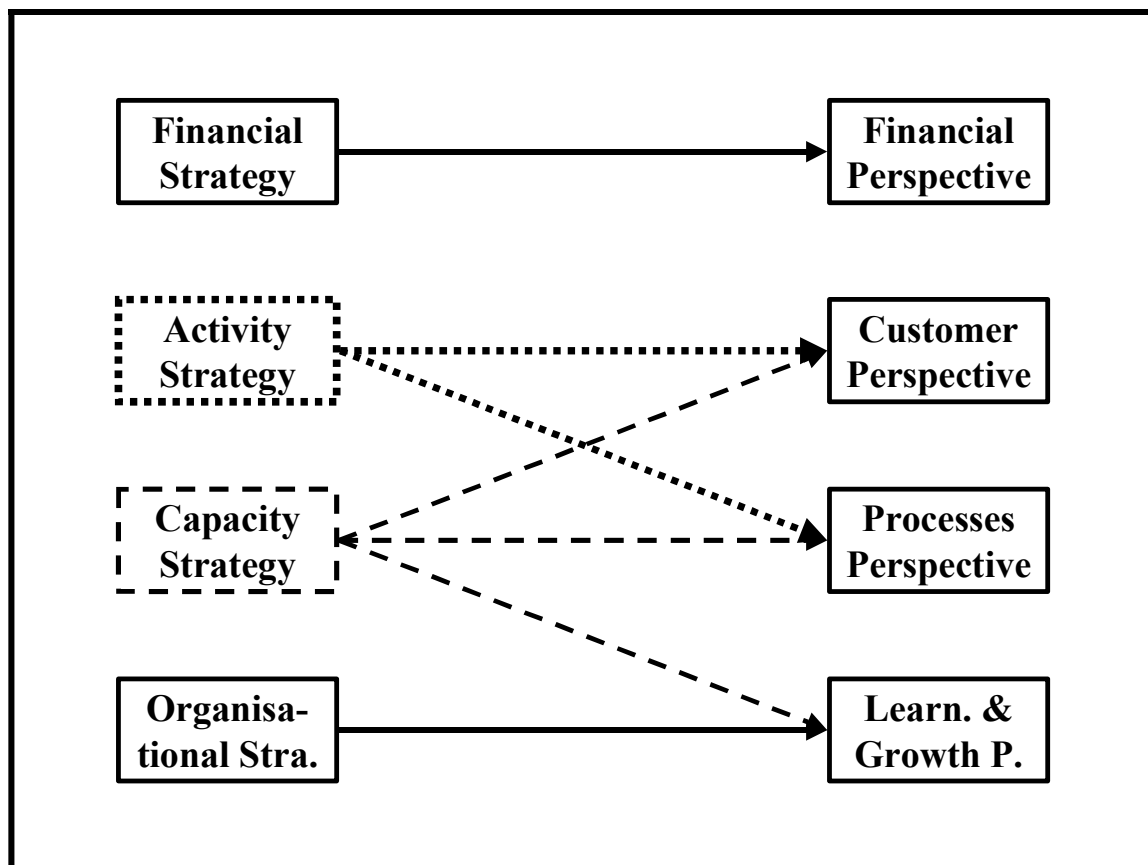 Financial
Strategy
Financial
Perspective
Activity
Strategy
Customer
Perspective
Capacity
Strategy
Processes
Perspective
Organisa-
tional Stra.
Learn. &
Growth P.